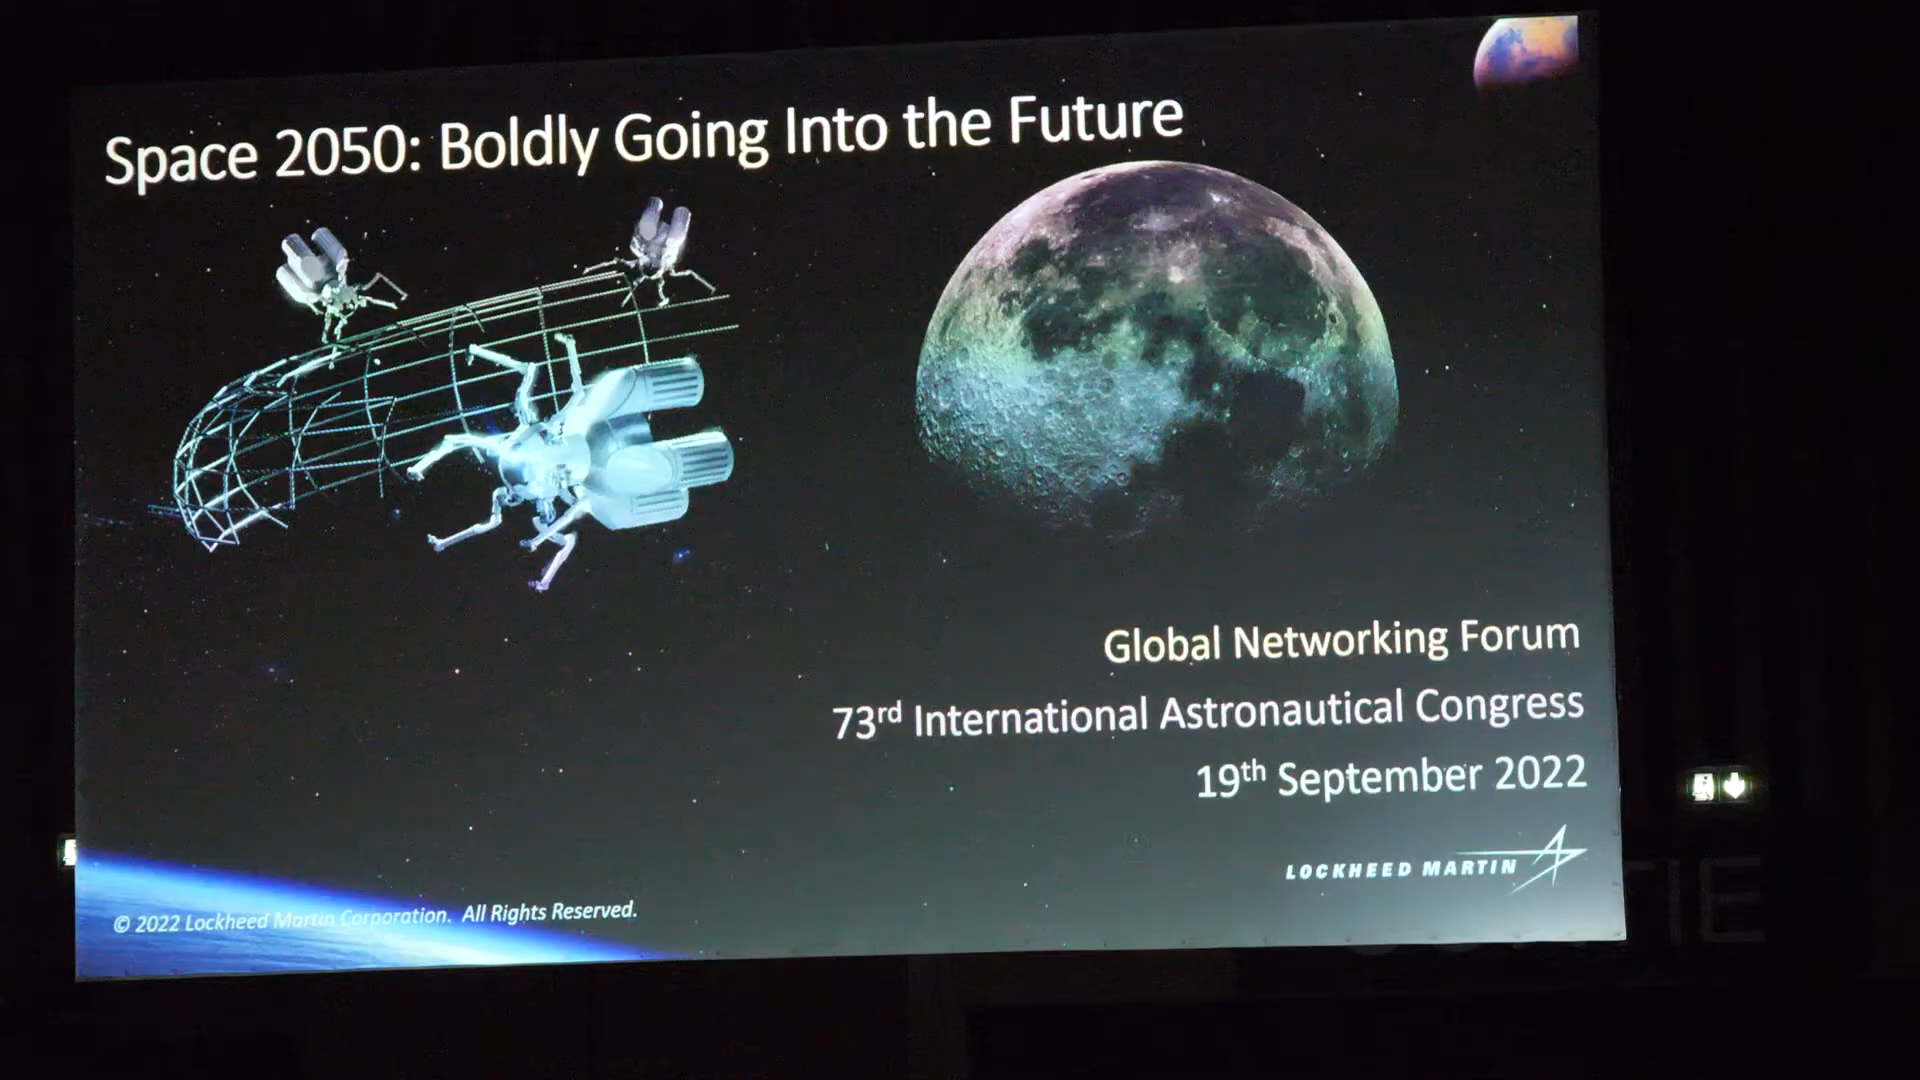 Space 2050: Boldly Going Into the Future
Global Networking Forum
73rd International Astronautical Congress
19th September 2022
LOCKHEED MARTIN
© 2022 Lockheed Martin Corporation. All Rights Reserved.